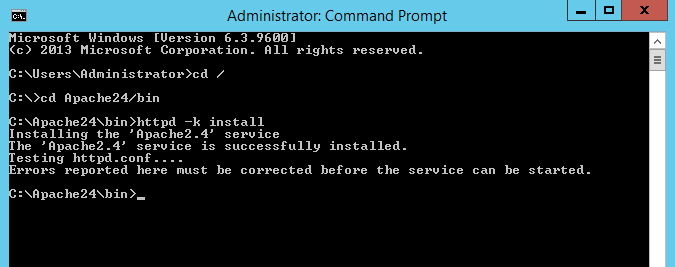 Administrator: Command Prompt
Microsoft Windows [Version 6.3.9600]
(c) 2013 Microsoft Corporation. All rights reserved.
C:\Users\Administrator>cd /
C:\>cd Apache24/bin
C:\Apache24\bin>httpd -k install
Installing the 'Apache2.4' service
The 'Apache2.4' service is successfully installed.
Testing httpd.conf....
Errors reported here must be corrected before the service can be started.
C:\Apache24\bin>_